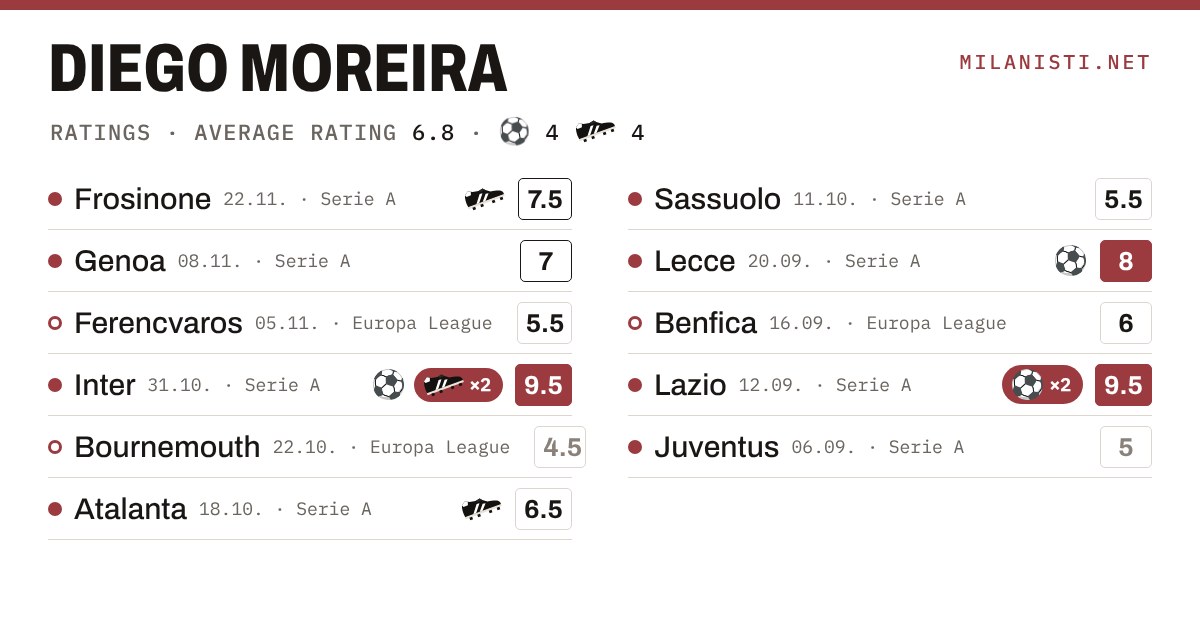 DIEGO MOREIRA
MILANISTI.NET
RATINGS · AVERAGE RATING 6.8 · ⚽ 4 4
Frosinone 22.11. · Serie A 7.5
Genoa 08.11. · Serie A 7
Ferencvaros 05.11. · Europa League 5.5
Inter 31.10. · Serie A ⚽ ×2 9.5
Bournemouth 22.10. · Europa League 4.5
Atalanta 18.10. · Serie A 6.5
Sassuolo 11.10. · Serie A 5.5
Lecce 20.09. · Serie A ⚽ 8
Benfica 16.09. · Europa League 6
Lazio 12.09. · Serie A ⚽ ×2 9.5
Juventus 06.09. · Serie A 5